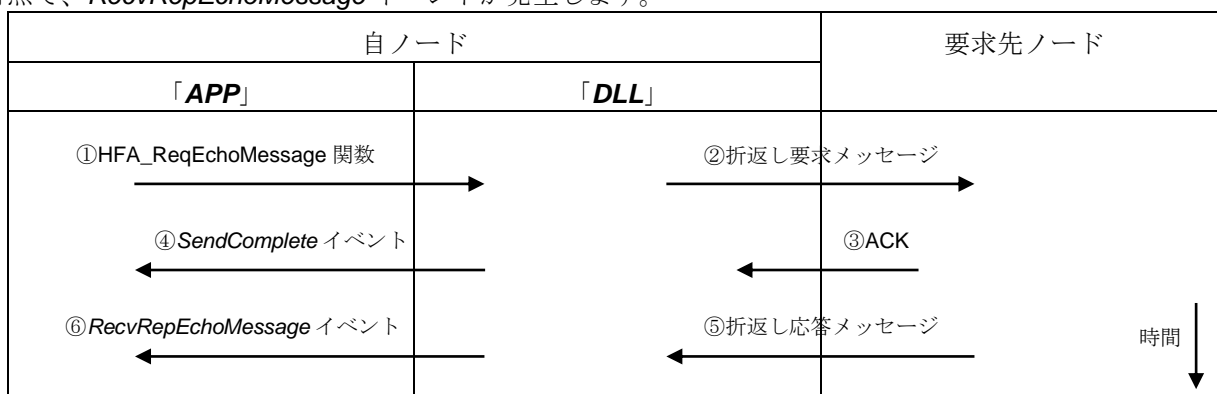 時点で、RecvRepEchoMessage イベントが発生します。
自ノード
要求先ノード
「APP」
「DLL」
①HFA_ReqEchoMessage 関数
②折返し要求メッセージ
④SendComplete イベント
③ACK
⑥RecvRepEchoMessage イベント
⑤折返し応答メッセージ
時間